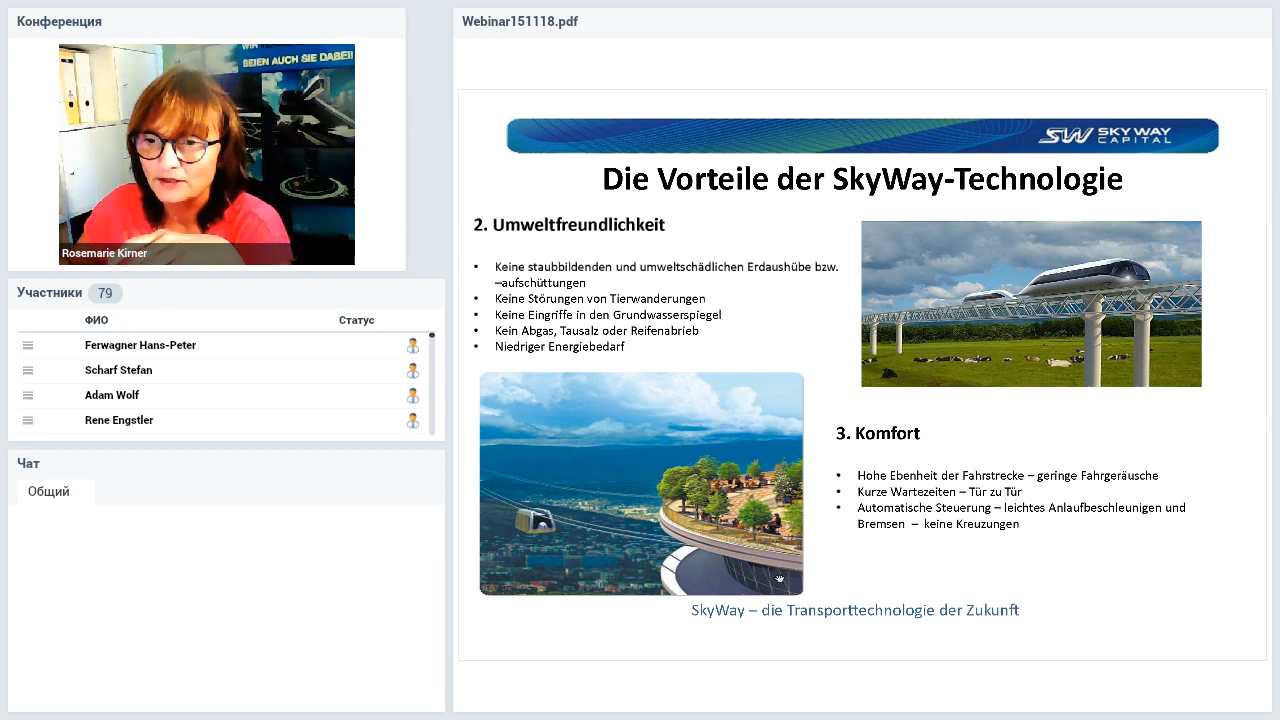 Конференция
WIR
SEIEN AUCH SIE DABEI!
Rosemarie Kirner
Участники 79
ФИО Статус
Ferwagner Hans-Peter
Scharf Stefan
Adam Wolf
Rene Engstler
Чат
Общий
Webinar151118.pdf
SW SKY WAY
CAPITAL
Die Vorteile der SkyWay-Technologie
2. Umweltfreundlichkeit
• Keine staubbildenden und umweltschädlichen Erdaushübe bzw.
–aufschüttungen
• Keine Störungen von Tierwanderungen
• Keine Eingriffe in den Grundwasserspiegel
• Kein Abgas, Tausalz oder Reifenabrieb
• Niedriger Energiebedarf
3. Komfort
• Hohe Ebenheit der Fahrstrecke – geringe Fahrgeräusche
• Kurze Wartezeiten – Tür zu Tür
• Automatische Steuerung – leichtes Anlaufbeschleunigen und
Bremsen – keine Kreuzungen
SkyWay – die Transporttechnologie der Zukunft